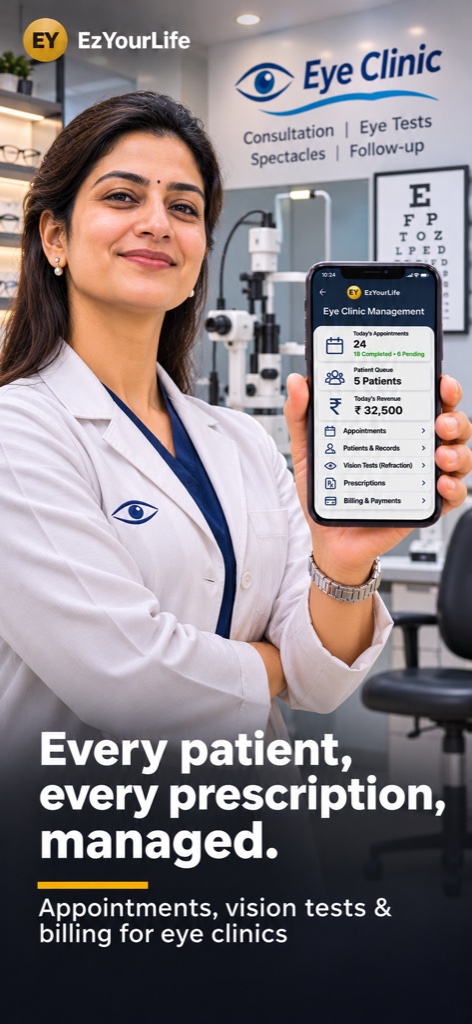 EY EzYourLife
Eye Clinic
Consultation | Eye Tests
Spectacles | Follow-up
E
F P
T O Z
L P E D
10:24
EY EzYourLife
Eye Clinic Management
Today's Appointments
24
18 Completed • 6 Pending
Patient Queue
5 Patients
Today's Revenue
₹ 32,500
Appointments
Patients & Records
Vision Tests (Refraction)
Prescriptions
Billing & Payments
Every patient,
every prescription,
managed.
Appointments, vision tests &
billing for eye clinics